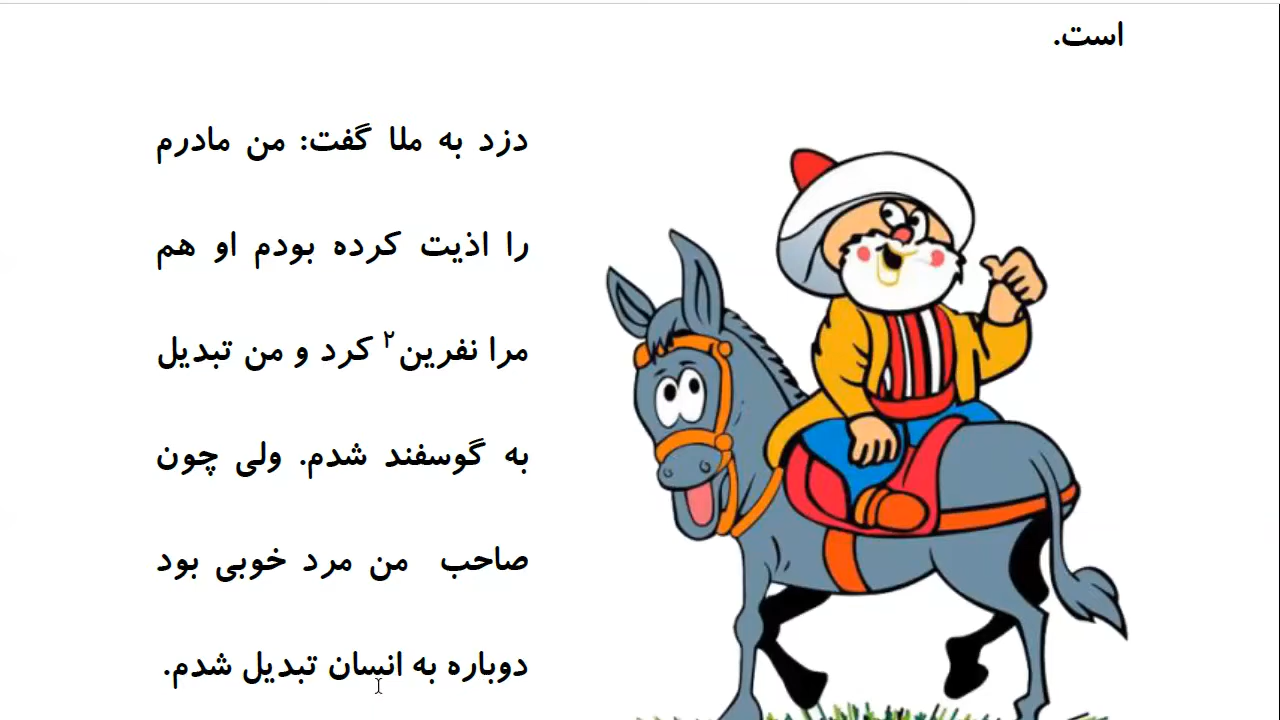 است.
دزد به ملا گفت: من مادرم
را اذیت کرده بودم او هم
مرا نفرین۲ کرد و من تبدیل
به گوسفند شدم. ولی چون
صاحب من مرد خوبی بود
دوباره به انسان تبدیل شدم.